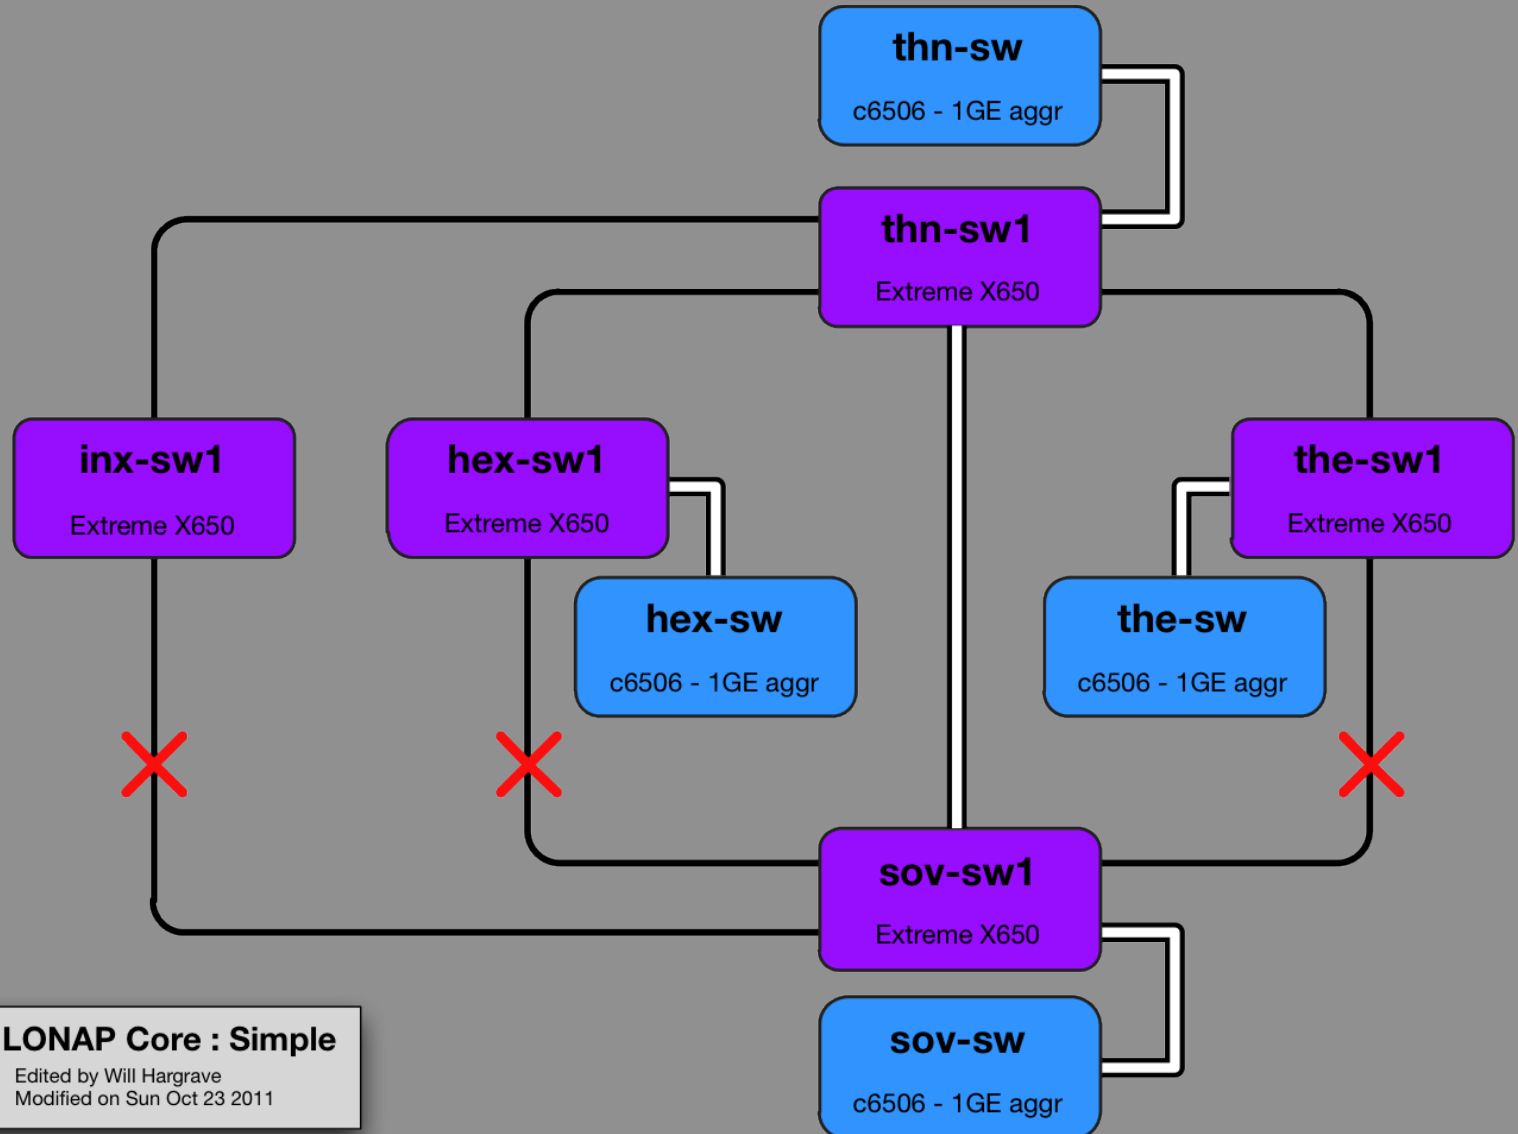 thn-sw
c6506 - 1GE aggr
thn-sw1
Extreme X650
inx-sw1
Extreme X650
hex-sw1
Extreme X650
the-sw1
Extreme X650
hex-sw
c6506 - 1GE aggr
the-sw
c6506 - 1GE aggr
sov-sw1
Extreme X650
sov-sw
c6506 - 1GE aggr
LONAP Core : Simple
Edited by Will Hargrave
Modified on Sun Oct 23 2011